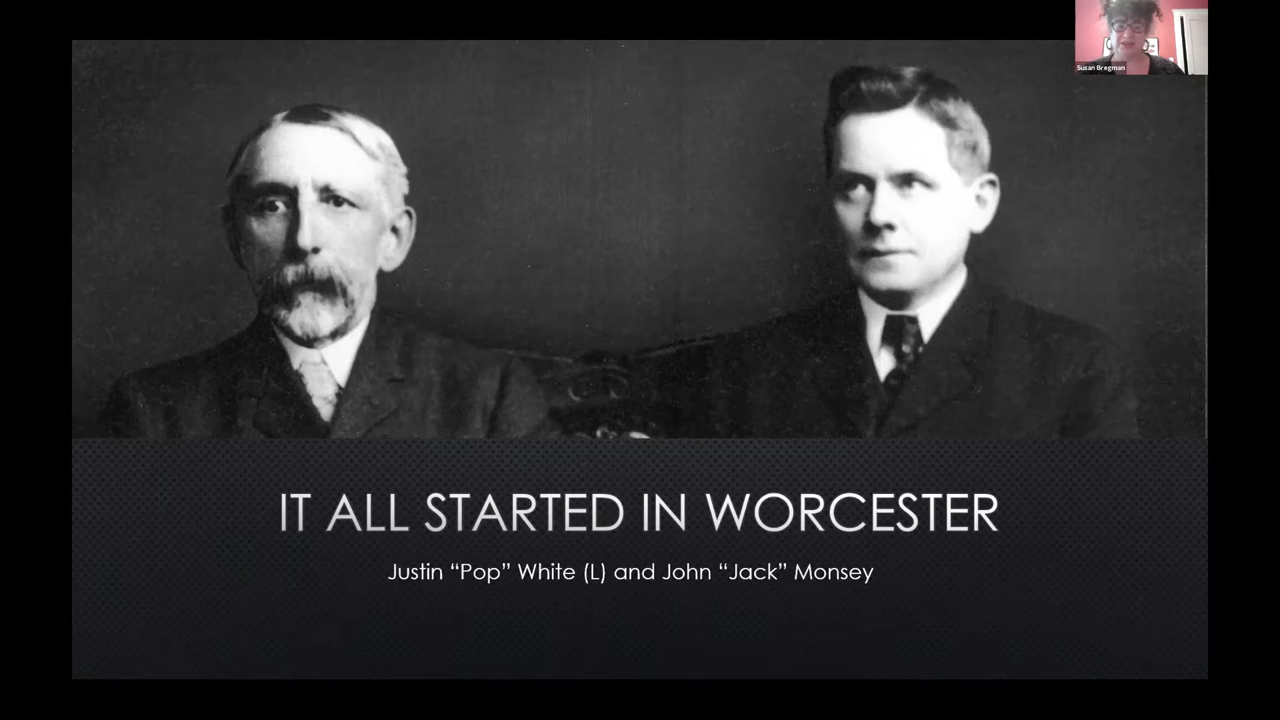 Susan Bregman
IT ALL STARTED IN WORCESTER
Justin “Pop” White (L) and John “Jack” Monsey